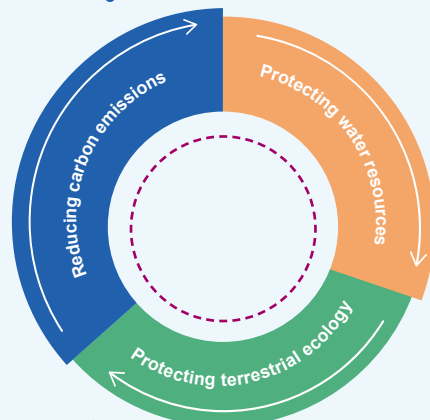 Reducing carbon emissions
Protecting water resources
Protecting terrestrial ecology